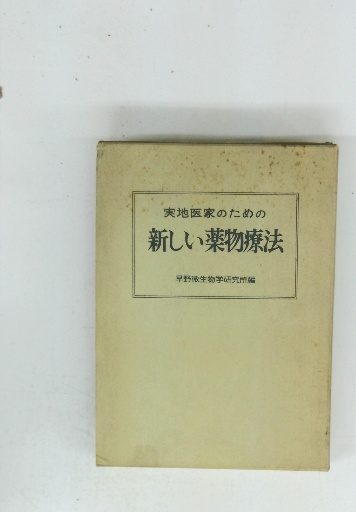 実地医家のための
新しい薬物療法
早野微生物学研究所編